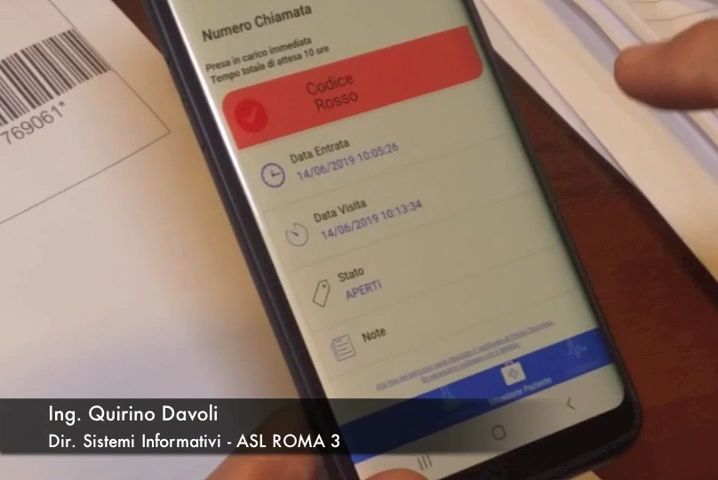 Numero Chiamata
Presa in carico immediata
Tempo totale di attesa 10 ore
Codice
Rosso
769061*
Data Entrata
14/06/2019 10:05:26
Data Visita
14/06/2019 10:13:34
Stato
APERTI
Note
Situazione Paziente
Ing. Quirino Davoli
Dir. Sistemi Informativi - ASL ROMA 3